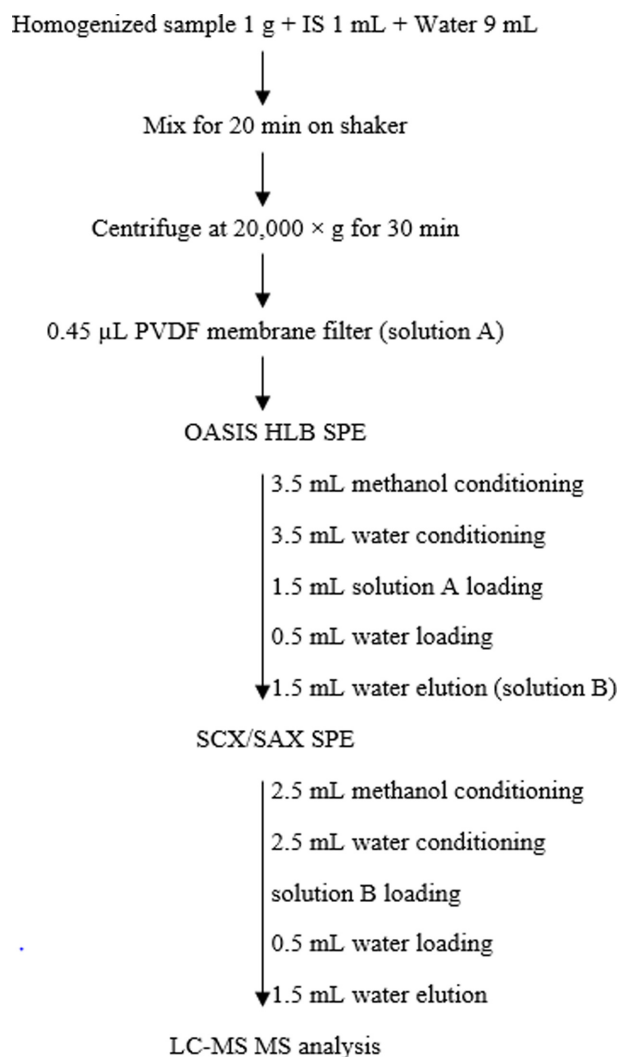 Homogenized sample 1 g + IS 1 mL + Water 9 mL
Mix for 20 min on shaker
Centrifuge at 20,000 × g for 30 min
0.45 μL PVDF membrane filter (solution A)
OASIS HLB SPE
3.5 mL methanol conditioning
3.5 mL water conditioning
1.5 mL solution A loading
0.5 mL water loading
1.5 mL water elution (solution B)
SCX/SAX SPE
2.5 mL methanol conditioning
2.5 mL water conditioning
solution B loading
0.5 mL water loading
1.5 mL water elution
LC-MS MS analysis